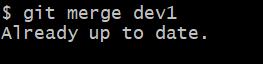 $ git merge dev1
Already up to date.